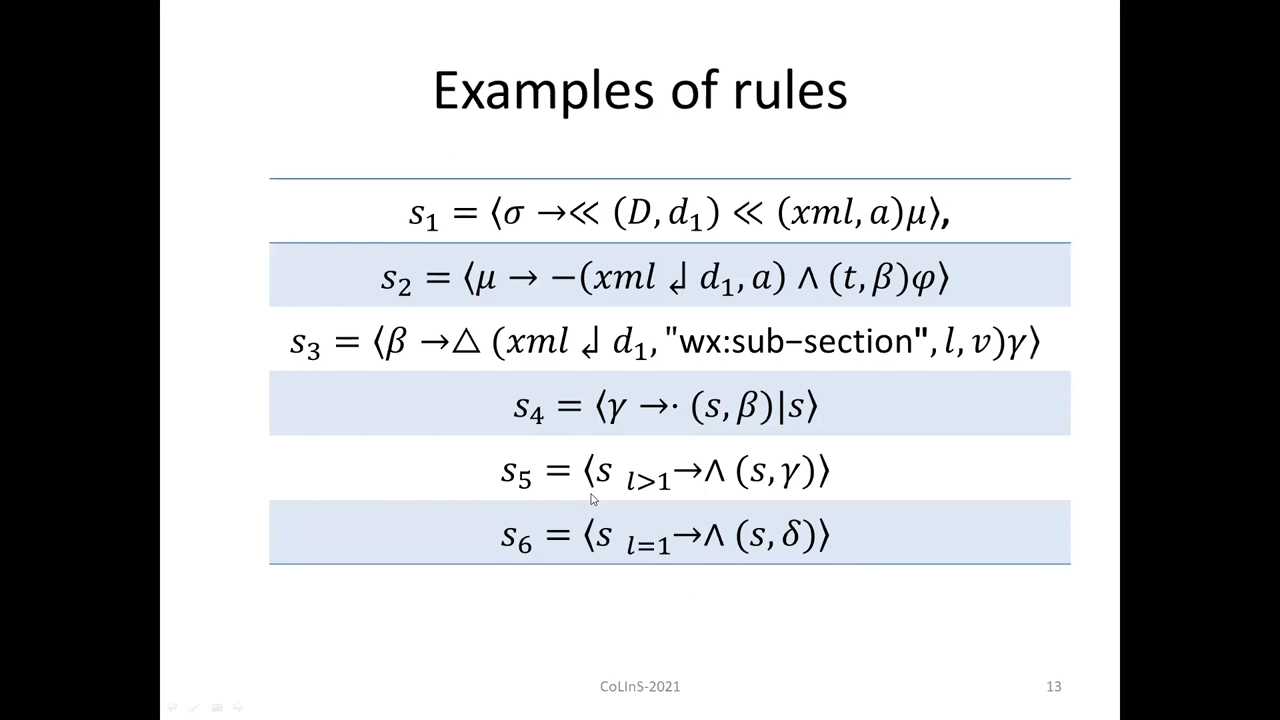 Examples of rules
s₁ = ⟨σ →≪ (D, d₁) ≪ (xml, a)μ⟩,
s₂ = ⟨μ → −(xml ↲ d₁, a) ∧ (t, β)φ⟩
s₃ = ⟨β →△ (xml ↲ d₁, "wx:sub−section", l, v)γ⟩
s₄ = ⟨γ →· (s, β)|s⟩
s₅ = ⟨s l>1→∧ (s, γ)⟩
s₆ = ⟨s l=1→∧ (s, δ)⟩
CoLInS-2021
13